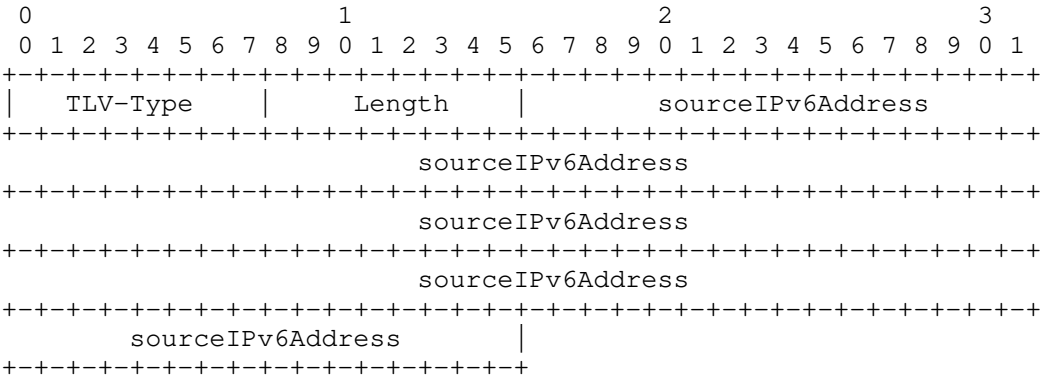 0                   1                   2                   3
 0 1 2 3 4 5 6 7 8 9 0 1 2 3 4 5 6 7 8 9 0 1 2 3 4 5 6 7 8 9 0 1
+-+-+-+-+-+-+-+-+-+-+-+-+-+-+-+-+-+-+-+-+-+-+-+-+-+-+-+-+-+-+-+-+
|   TLV-Type    |     Length    |        sourceIPv6Address
+-+-+-+-+-+-+-+-+-+-+-+-+-+-+-+-+-+-+-+-+-+-+-+-+-+-+-+-+-+-+-+-+
                         sourceIPv6Address
+-+-+-+-+-+-+-+-+-+-+-+-+-+-+-+-+-+-+-+-+-+-+-+-+-+-+-+-+-+-+-+-+
                         sourceIPv6Address
+-+-+-+-+-+-+-+-+-+-+-+-+-+-+-+-+-+-+-+-+-+-+-+-+-+-+-+-+-+-+-+-+
                         sourceIPv6Address
+-+-+-+-+-+-+-+-+-+-+-+-+-+-+-+-+-+-+-+-+-+-+-+-+-+-+-+-+-+-+-+-+
       sourceIPv6Address        |
+-+-+-+-+-+-+-+-+-+-+-+-+-+-+-+-+